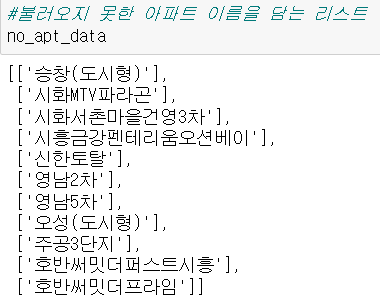 #불러오지 못한 아파트 이름을 담는 리스트
no_apt_data
[['승창(도시형)'],
['시화MTV파라곤'],
['시화서촌마을건영3차'],
['시흥금강펜테리움오션베이'],
['신한토탈'],
['영남2차'],
['영남5차'],
['오성(도시형)'],
['주공3단지'],
['호반써밋더퍼스트시흥'],
['호반써밋더프라임']]